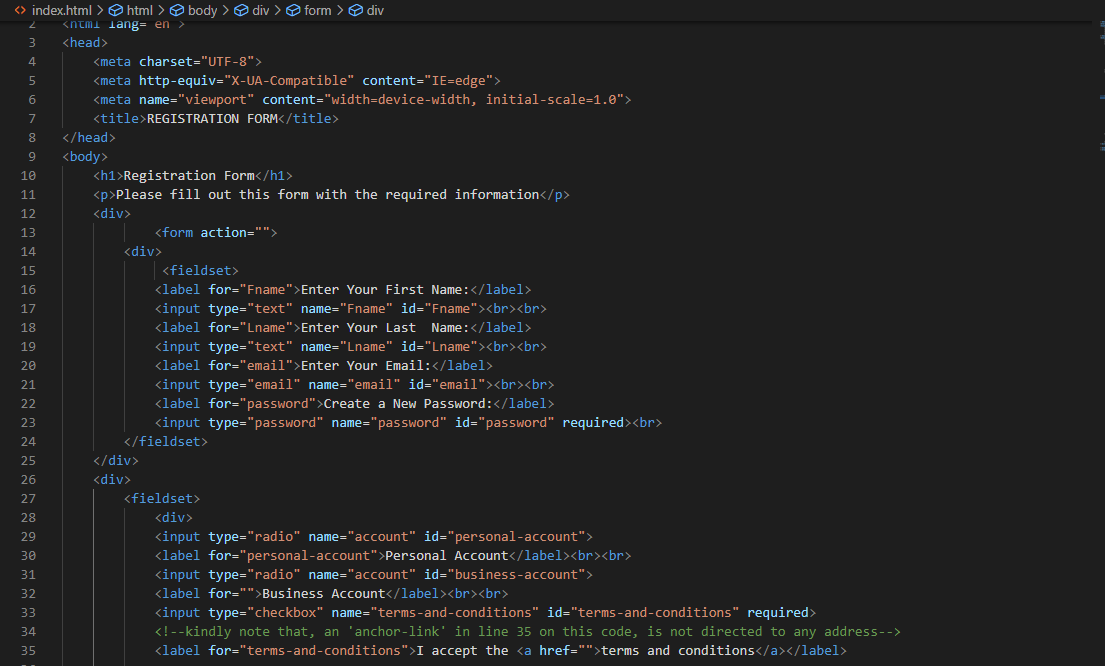 index.html > html > body > div > form > div
2 <html lang="en">
3 <head>
4 <meta charset="UTF-8">
5 <meta http-equiv="X-UA-Compatible" content="IE=edge">
6 <meta name="viewport" content="width=device-width, initial-scale=1.0">
7 <title>REGISTRATION FORM</title>
8 </head>
9 <body>
10 <h1>Registration Form</h1>
11 <p>Please fill out this form with the required information</p>
12 <div>
13 <form action="">
14 <div>
15 <fieldset>
16 <label for="Fname">Enter Your First Name:</label>
17 <input type="text" name="Fname" id="Fname"><br><br>
18 <label for="Lname">Enter Your Last  Name:</label>
19 <input type="text" name="Lname" id="Lname"><br><br>
20 <label for="email">Enter Your Email:</label>
21 <input type="email" name="email" id="email"><br><br>
22 <label for="password">Create a New Password:</label>
23 <input type="password" name="password" id="password" required><br>
24 </fieldset>
25 </div>
26 <div>
27 <fieldset>
28 <div>
29 <input type="radio" name="account" id="personal-account">
30 <label for="personal-account">Personal Account</label><br><br>
31 <input type="radio" name="account" id="business-account">
32 <label for="">Business Account</label><br><br>
33 <input type="checkbox" name="terms-and-conditions" id="terms-and-conditions" required>
34 <!--kindly note that, an 'anchor-link' in line 35 on this code, is not directed to any address-->
35 <label for="terms-and-conditions">I accept the <a href="">terms and conditions</a></label>